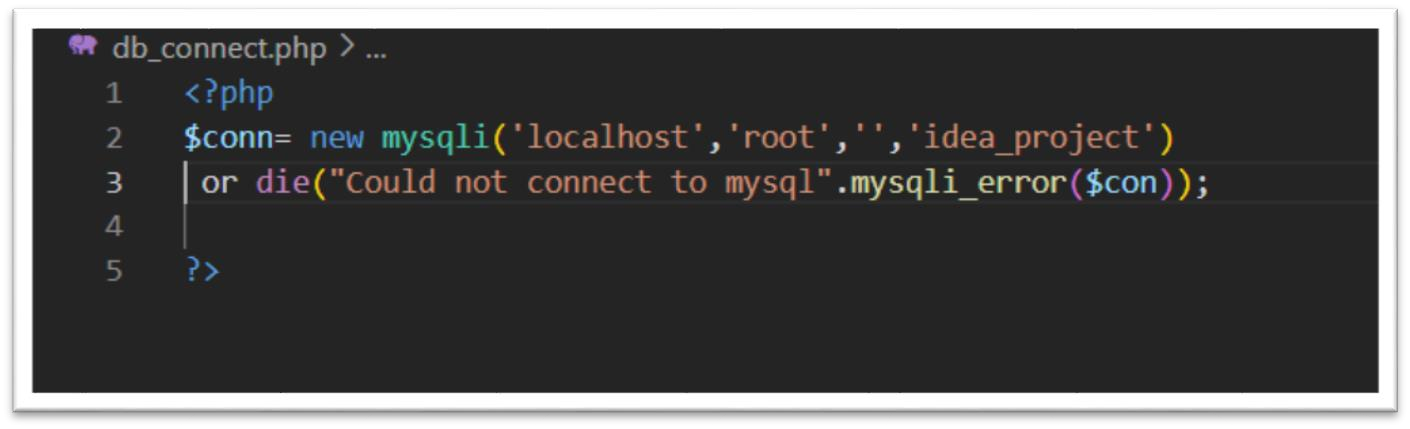 db_connect.php > ...
1 <?php
2 $conn= new mysqli('localhost','root','','idea_project')
3 or die("Could not connect to mysql".mysqli_error($con));
4
5 ?>